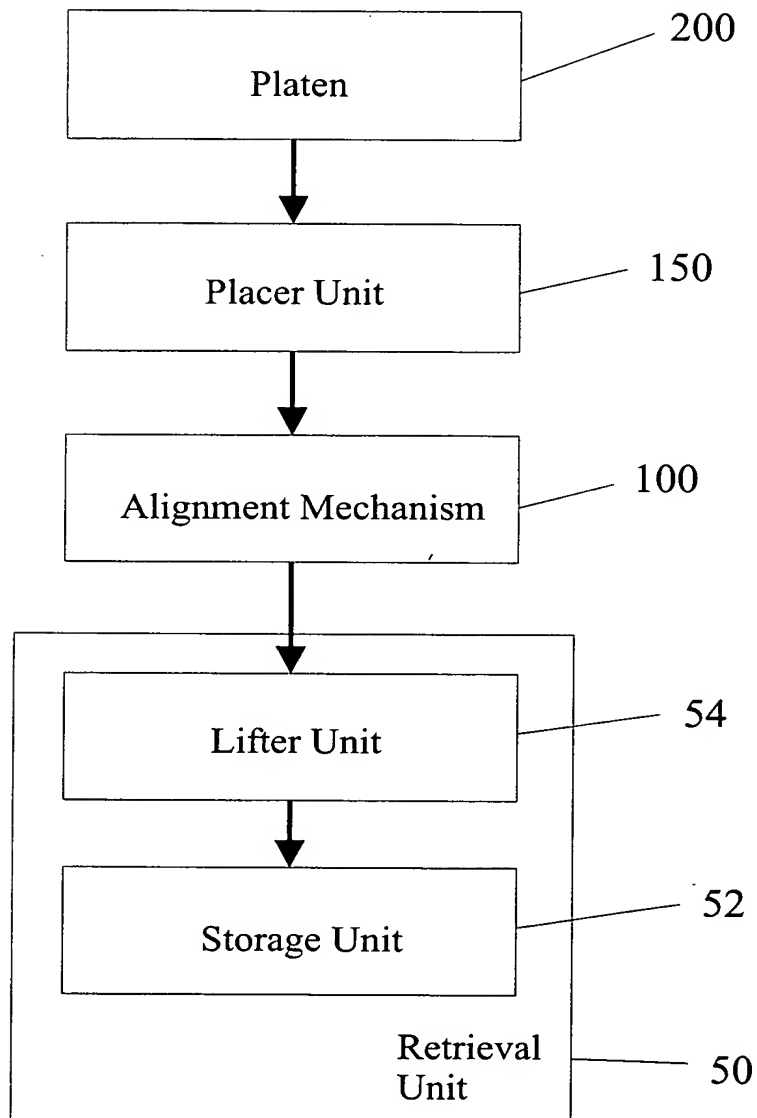 200
Platen
150
Placer Unit
100
Alignment Mechanism
54
Lifter Unit
52
Storage Unit
Retrieval
Unit
50